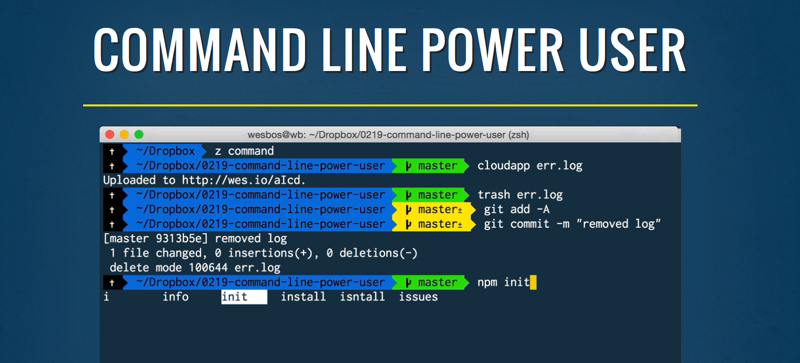 COMMAND LINE POWER USER
wesbos@wb: ~/Dropbox/0219-command-line-power-user (zsh)
✝ ~/Dropbox z command
✝ ~/Dropbox/0219-command-line-power-user master cloudapp err.log
Uploaded to http://wes.io/aIcd.
✝ ~/Dropbox/0219-command-line-power-user master trash err.log
✝ ~/Dropbox/0219-command-line-power-user master± git add -A
✝ ~/Dropbox/0219-command-line-power-user master± git commit -m "removed log"
[master 9313b5e] removed log
1 file changed, 0 insertions(+), 0 deletions(-)
delete mode 100644 err.log
✝ ~/Dropbox/0219-command-line-power-user master npm init
i info init install isntall issues